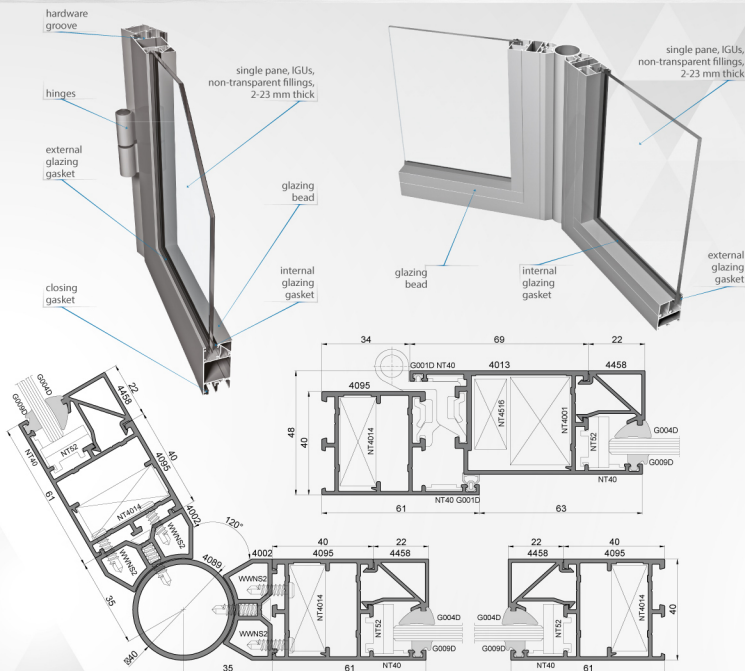 hardware
groove
hinges
external
glazing
gasket
closing
gasket
single pane, IGUs,
non-transparent fillings,
2-23 mm thick
glazing
bead
internal
glazing
gasket
single pane, IGUs,
non-transparent fillings,
2-23 mm thick
glazing
bead
internal
glazing
gasket
external
glazing
gasket
34
69
22
G001D NT40
4013
4458
4095
48
40
NT4014
NT4516
NT4001
NT52
G004D
G009D
NT40
NT40 G001D
61
63
G004D
G009D
22
4458
NT40
NT52
40
4095
61
NT4014
4002
WWNS2
WWNS2
120°
4089
35
ø40
35
4002
40
4095
22
4458
WWNS2
WWNS2
NT4014
NT52
G004D
G009D
NT40
61
22
4458
40
4095
G004D
G009D
NT52
NT4014
NT40
40
61